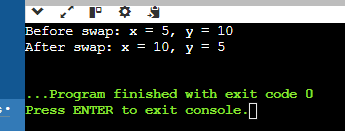 Before swap: x = 5, y = 10
After swap: x = 10, y = 5
...Program finished with exit code 0
Press ENTER to exit console.